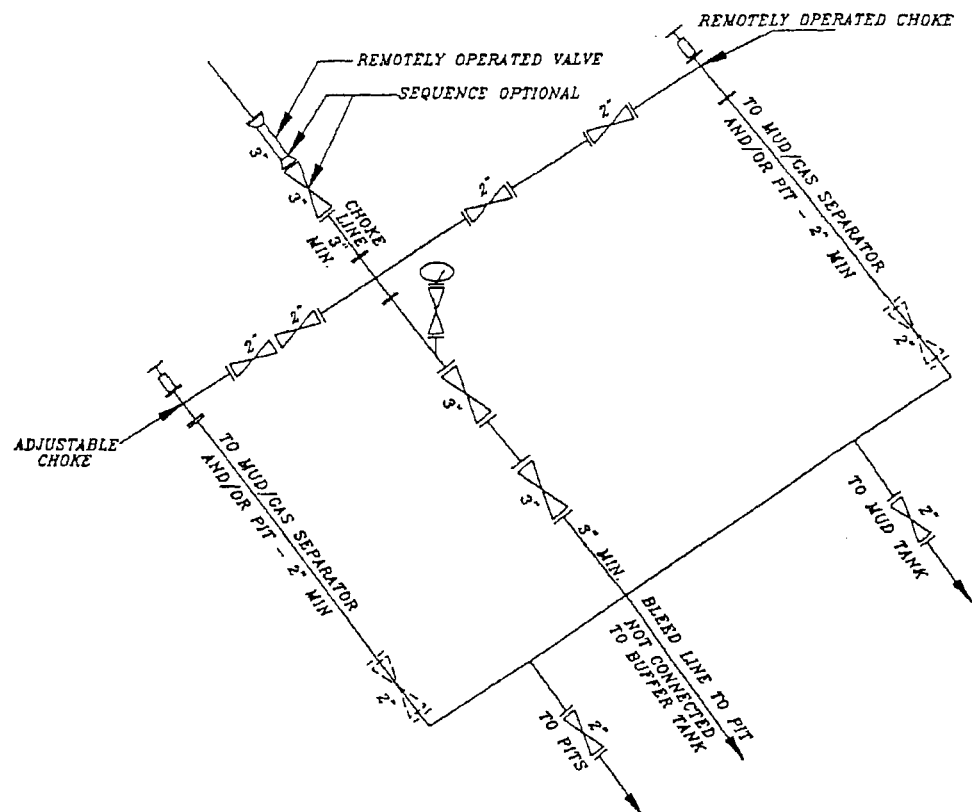 REMOTELY OPERATED CHOKE
REMOTELY OPERATED VALVE
SEQUENCE OPTIONAL
3"
3"
CHOKE
LINE
3"
MIN.
2"
2"
TO MUD/GAS SEPARATOR
AND/OR PIT - 2" MIN
2"
2"
2"
ADJUSTABLE
CHOKE
TO MUD/GAS SEPARATOR
AND/OR PIT - 2" MIN
2"
3"
3"
3" MIN.
BLEED LINE TO PIT
NOT CONNECTED
TO BUFFER TANK
2"
TO MUD TANK
2"
TO PITS